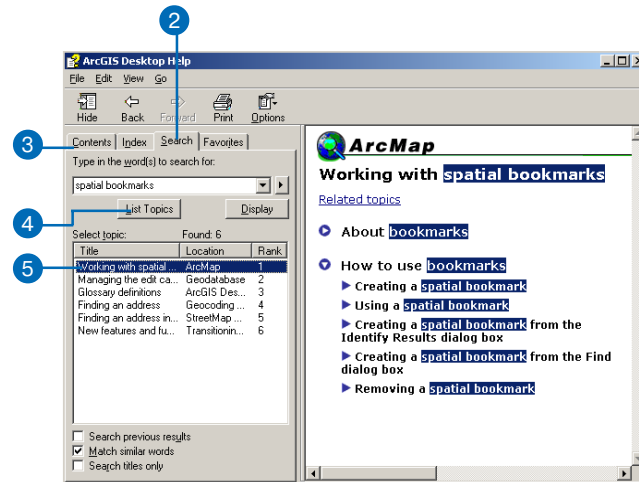 2
ArcGIS Desktop Help
File Edit View Go
Hide Back Forward Print Options
3
Contents Index Search Favorites
Type in the word(s) to search for:
spatial bookmarks
4
List Topics Display
Select topic: Found: 6
Title Location Rank
5
Working with spatial ... ArcMap 1
Managing the edit ca... Geodatabase 2
Glossary definitions ArcGIS Des... 3
Finding an address Geocoding ... 4
Finding an address in... StreetMap ... 5
New features and fu... Transitionin... 6
Search previous results
Match similar words
Search titles only
ArcMap
Working with spatial bookmarks
Related topics
About bookmarks
How to use bookmarks
Creating a spatial bookmark
Using a spatial bookmark
Creating a spatial bookmark from the
Identify Results dialog box
Creating a spatial bookmark from the Find
dialog box
Removing a spatial bookmark